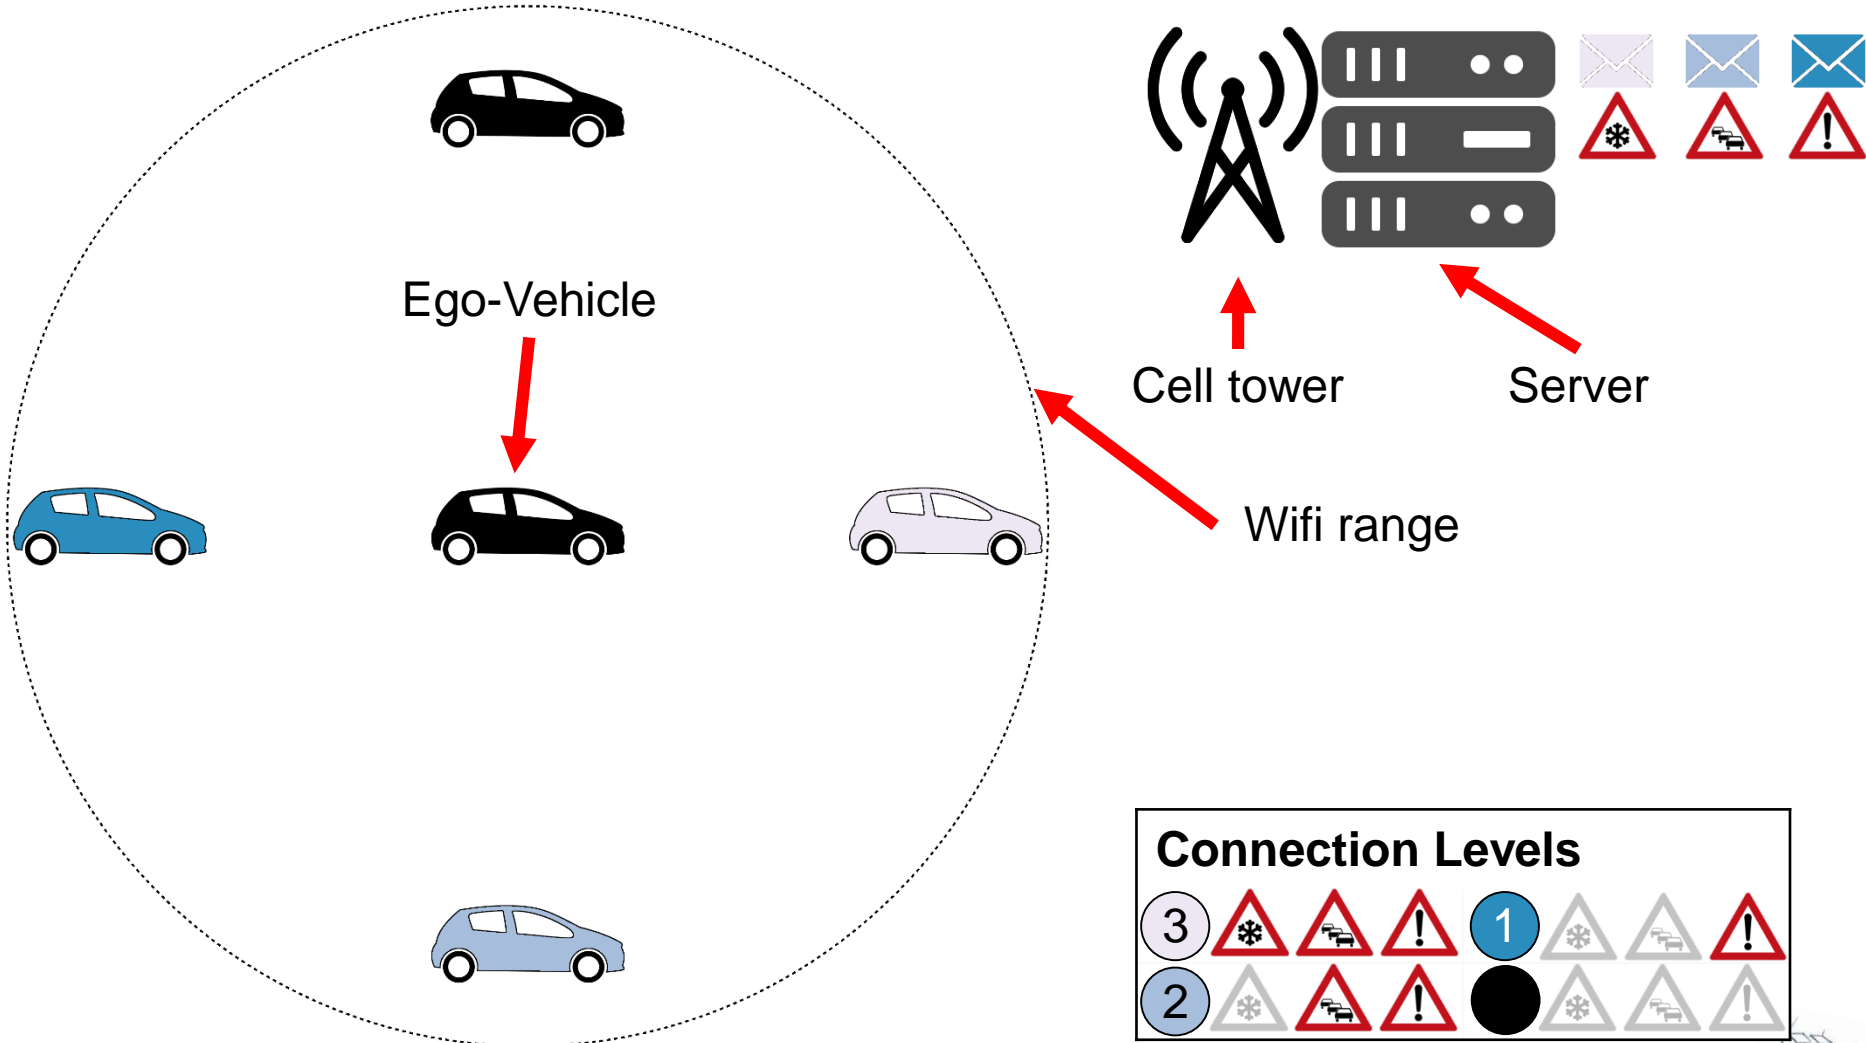 Ego-Vehicle
Cell tower
Server
Wifi range
Connection Levels
3
1
2